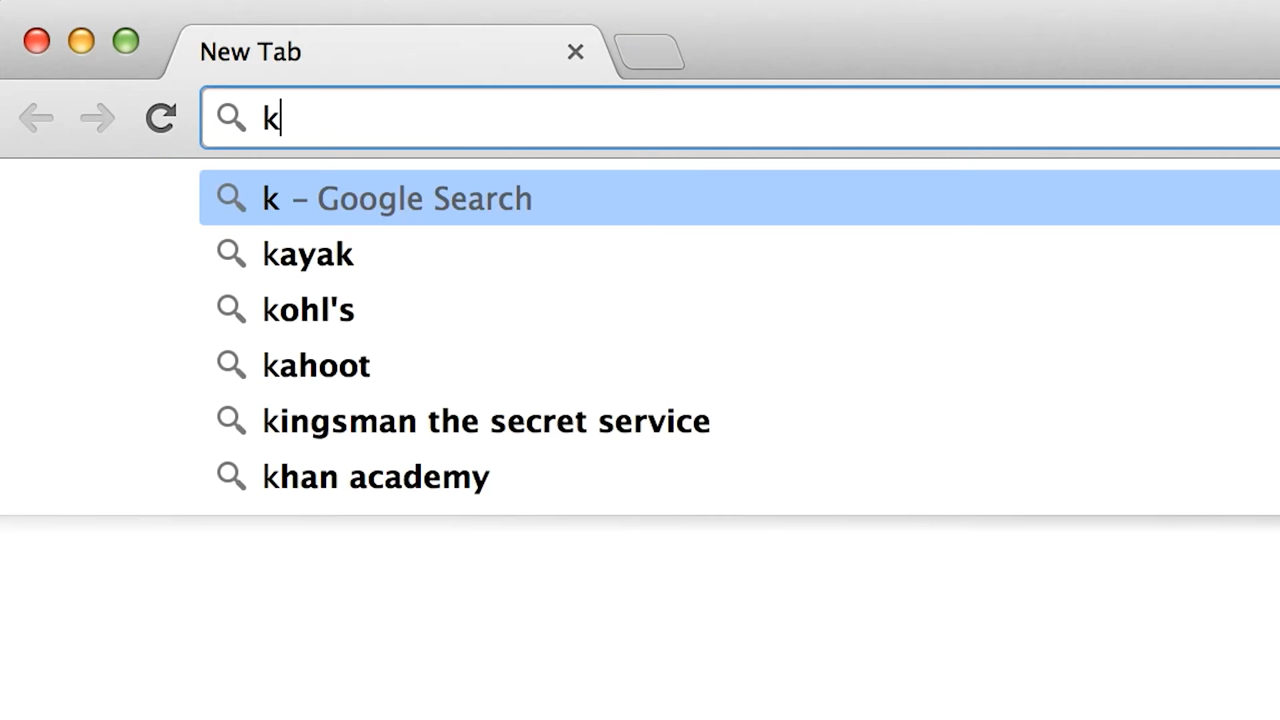 New Tab
k
k – Google Search
kayak
kohl's
kahoot
kingsman the secret service
khan academy